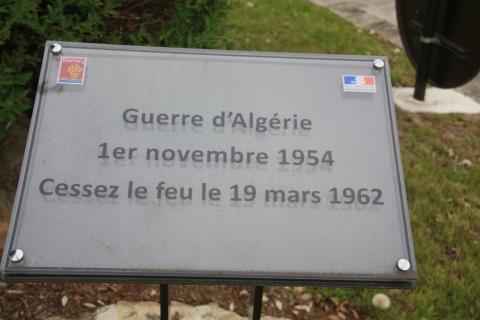 Guerre d'Algérie
1er novembre 1954
Cessez le feu le 19 mars 1962